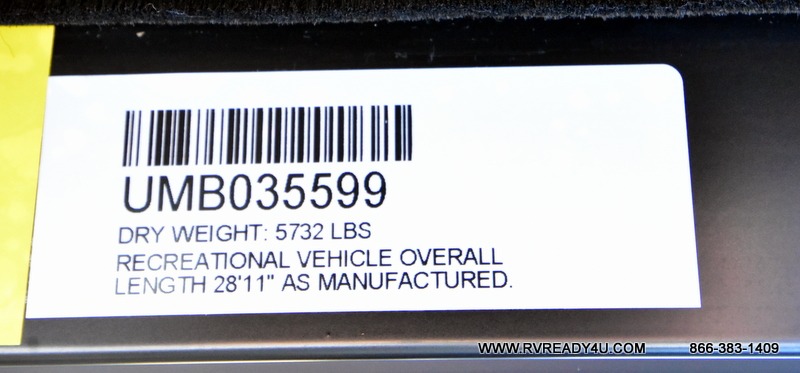 UMB035599
DRY WEIGHT: 5732 LBS
RECREATIONAL VEHICLE OVERALL
LENGTH 28'11" AS MANUFACTURED.
WWW.RVREADY4U.COM 866-383-1409